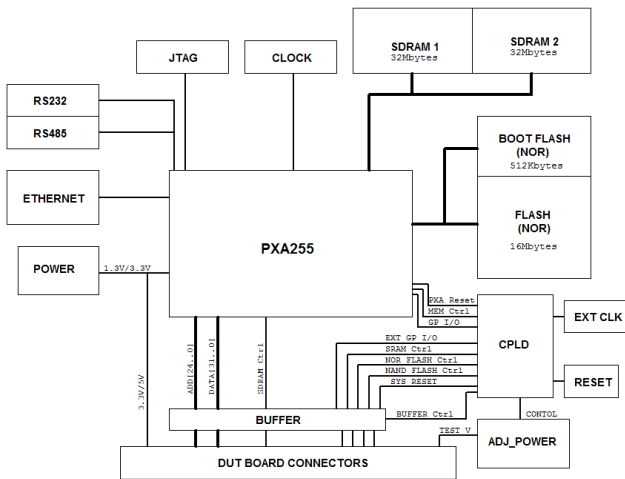 JTAG
CLOCK
SDRAM 1
32Mbytes
SDRAM 2
32Mbytes
RS232
RS485
ETHERNET
POWER
1.3V/3.3V
PXA255
BOOT FLASH
(NOR)
512Kbytes
FLASH
(NOR)
16Mbytes
PXA Reset
MEM Ctrl
GP I/O
CPLD
EXT CLK
RESET
EXT GP I/O
SRAM Ctrl
NOR FLASH Ctrl
NAND FLASH Ctrl
SYS RESET
BUFFER Ctrl
CONTOL
TEST V
ADJ_POWER
3.3V/5V
ADD[24..0]
DATA[31..0]
SDRAM Ctrl
BUFFER
DUT BOARD CONNECTORS